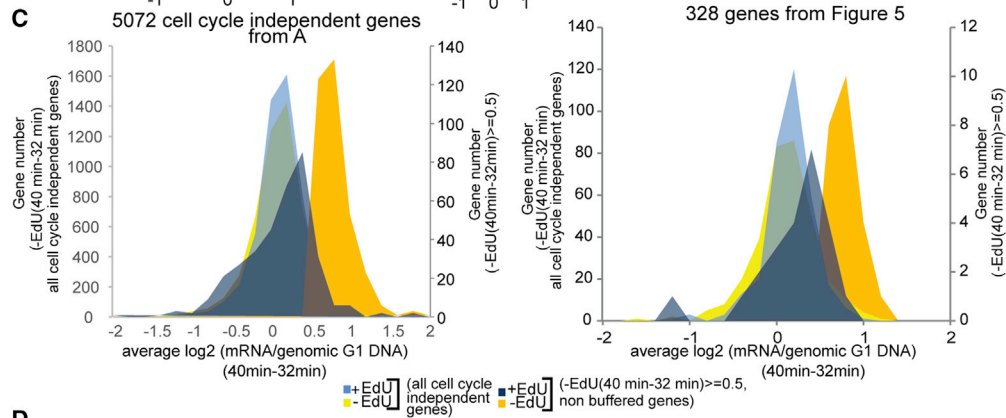 -1 0 1 -1 0 1
C
5072 cell cycle independent genes
from A
1800
1600
1400
1200
1000
800
600
400
200
0
140
120
100
80
60
40
20
0
Gene number
(-EdU(40 min-32 min)
all cell cycle independent genes)
Gene number
(-EdU(40min-32min)>=0.5)
-2 -1.5 -1 -0.5 0 0.5 1 1.5 2
average log2 (mRNA/genomic G1 DNA)
(40min-32min)
328 genes from Figure 5
140
120
100
80
60
40
20
0
12
10
8
6
4
2
0
Gene number
(-EdU(40 min-32 min)
all cell cycle independent genes)
Gene number
(-EdU(40 min-32 min)>=0.5)
-2 -1 0 1 2
average log2 (mRNA/genomic G1 DNA)
(40min-32min)
+EdU
-EdU
(all cell cycle
independent
genes)
+EdU
-EdU
(-EdU(40 min-32 min)>=0.5,
non buffered genes)